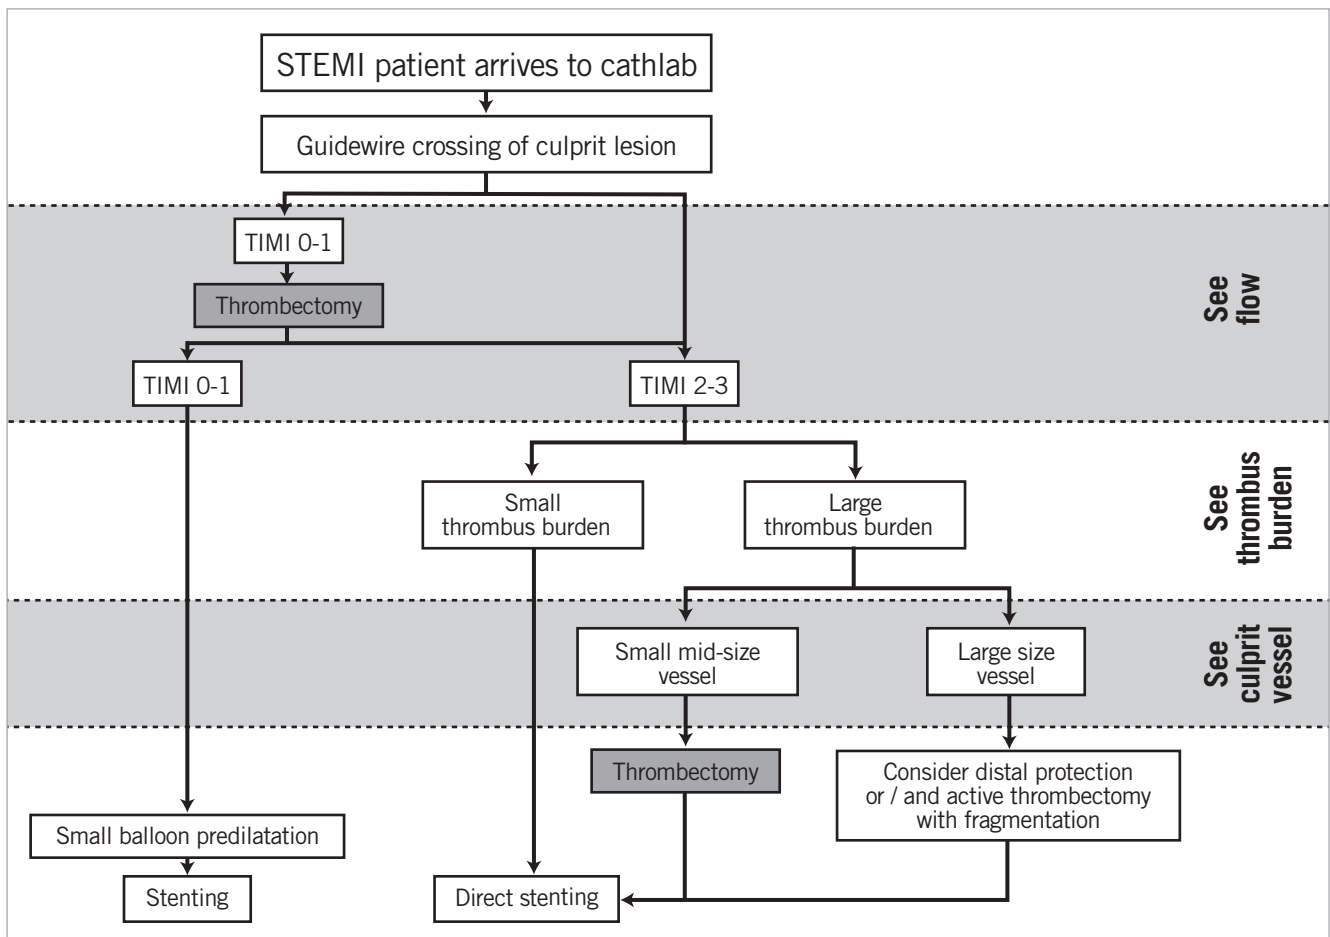 STEMI patient arrives to cathlab
Guidewire crossing of culprit lesion
TIMI 0-1
Thrombectomy
TIMI 0-1
TIMI 2-3
See
flow
Small
thrombus burden
Large
thrombus burden
See
thrombus
burden
Small mid-size
vessel
Large size
vessel
See
culprit
vessel
Thrombectomy
Consider distal protection
or / and active thrombectomy
with fragmentation
Small balloon predilatation
Stenting
Direct stenting